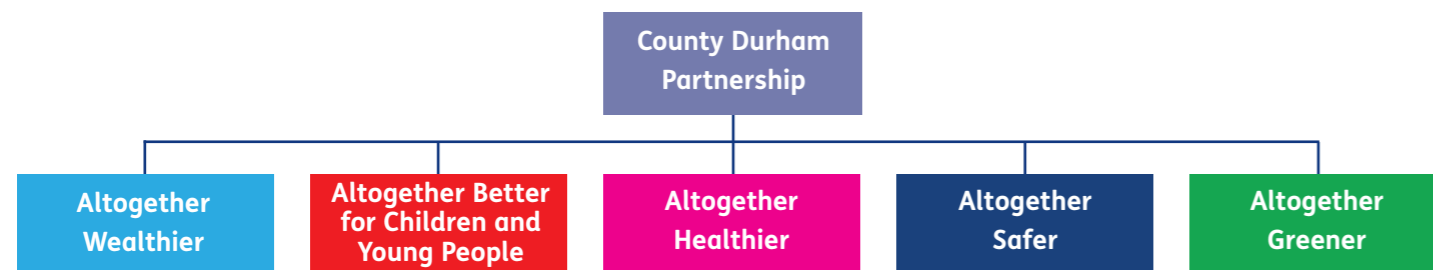 County Durham
Partnership
Altogether
Wealthier
Altogether Better
for Children and
Young People
Altogether
Healthier
Altogether
Safer
Altogether
Greener